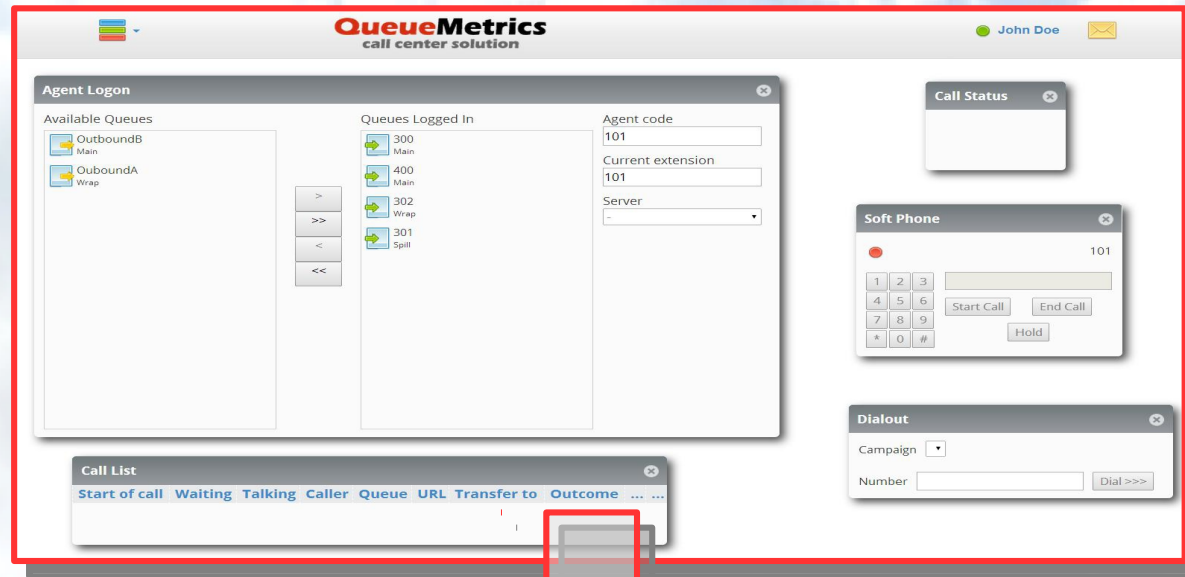 QueueMetrics
call center solution
John Doe
Agent Logon
Available Queues
OutboundB
Main
OuboundA
Wrap
>
>>
<
<<
Queues Logged In
300
Main
400
Main
302
Wrap
301
Spill
Agent code
101
Current extension
101
Server
-
Call Status
Soft Phone
101
1 2 3
4 5 6
7 8 9
* 0 #
Start Call End Call
Hold
Dialout
Campaign
Number Dial >>>
Call List
Start of call Waiting Talking Caller Queue URL Transfer to Outcome ... ...